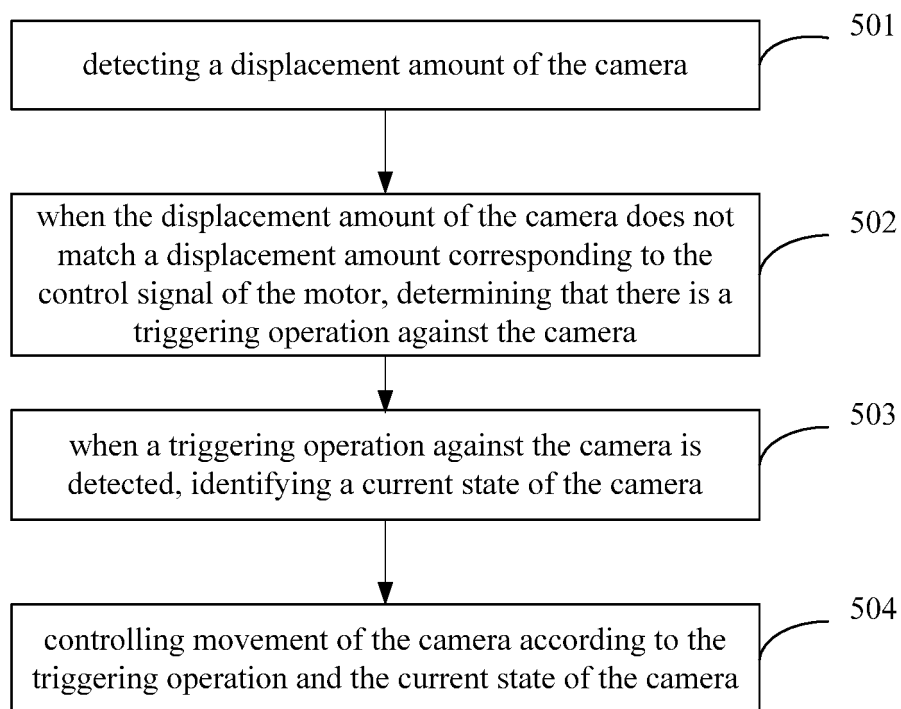 501
detecting a displacement amount of the camera
502
when the displacement amount of the camera does not
match a displacement amount corresponding to the
control signal of the motor, determining that there is a
triggering operation against the camera
503
when a triggering operation against the camera is
detected, identifying a current state of the camera
504
controlling movement of the camera according to the
triggering operation and the current state of the camera